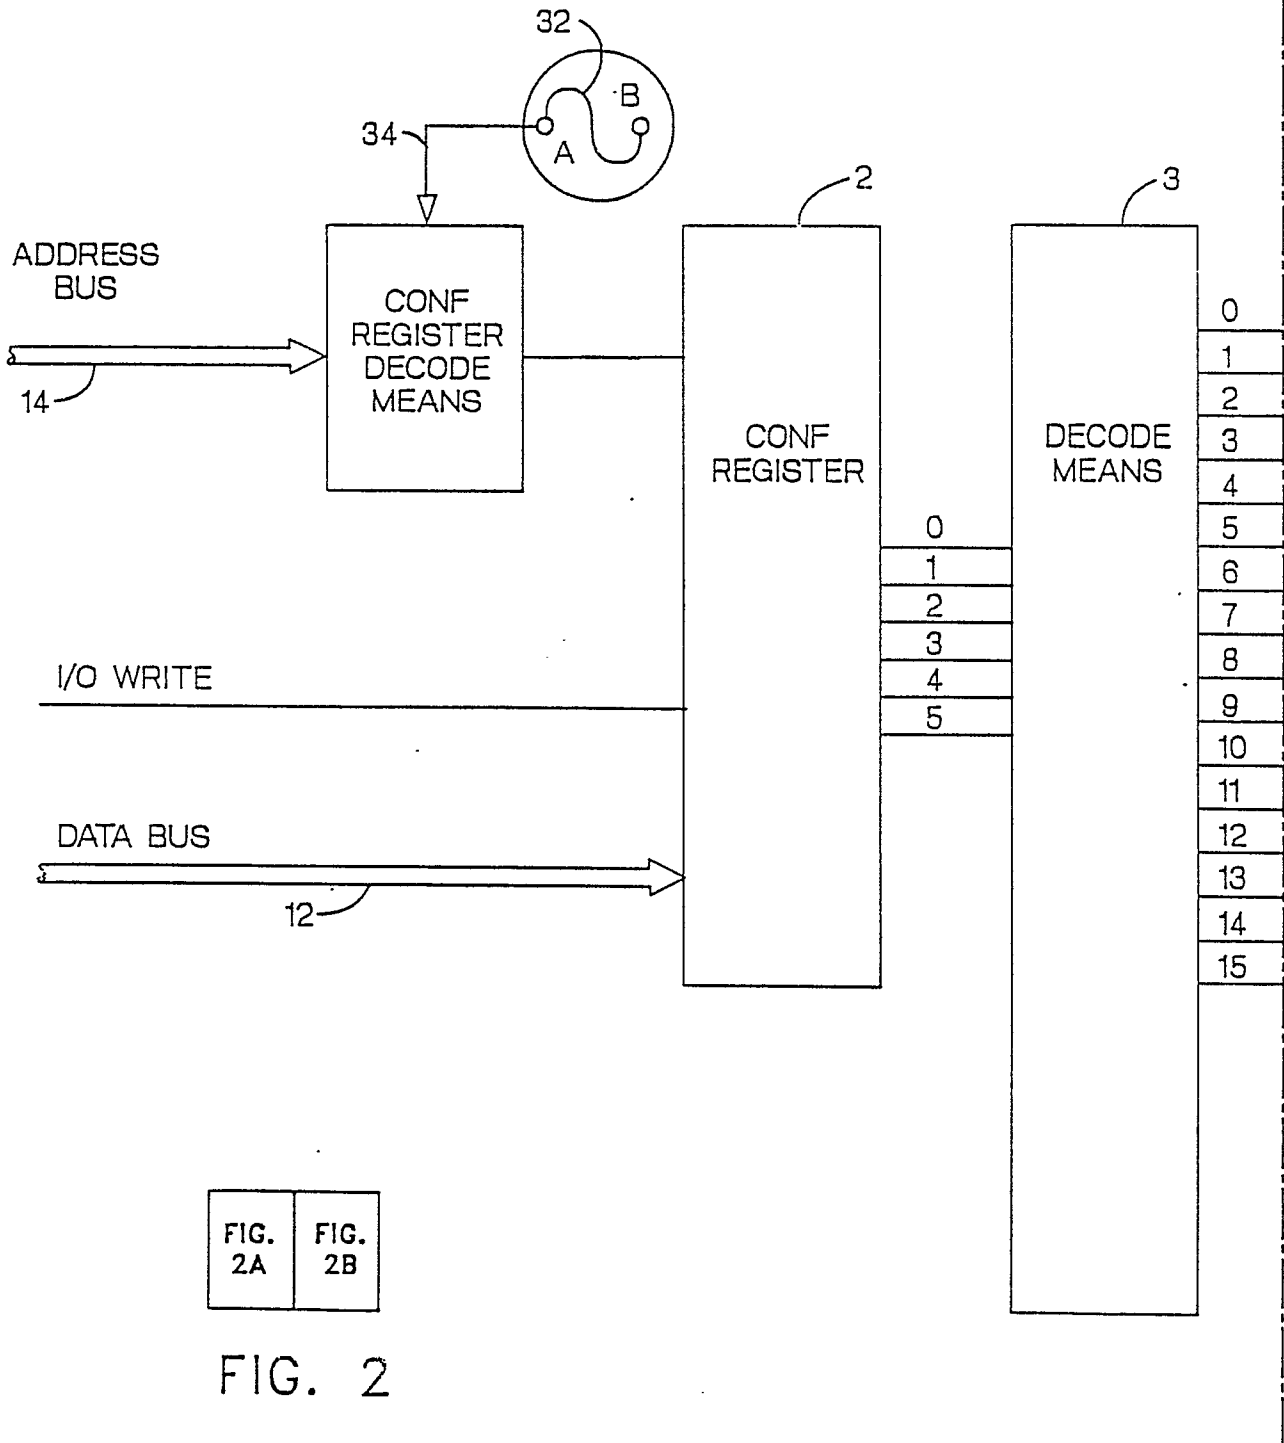 32
B
34
A
2
3
ADDRESS
BUS
14
CONF
REGISTER
DECODE
MEANS
CONF
REGISTER
DECODE
MEANS
0
1
2
3
4
5
I/O WRITE
DATA BUS
12
0
1
2
3
4
5
6
7
8
9
10
11
12
13
14
15
FIG.
2A
FIG.
2B
FIG. 2